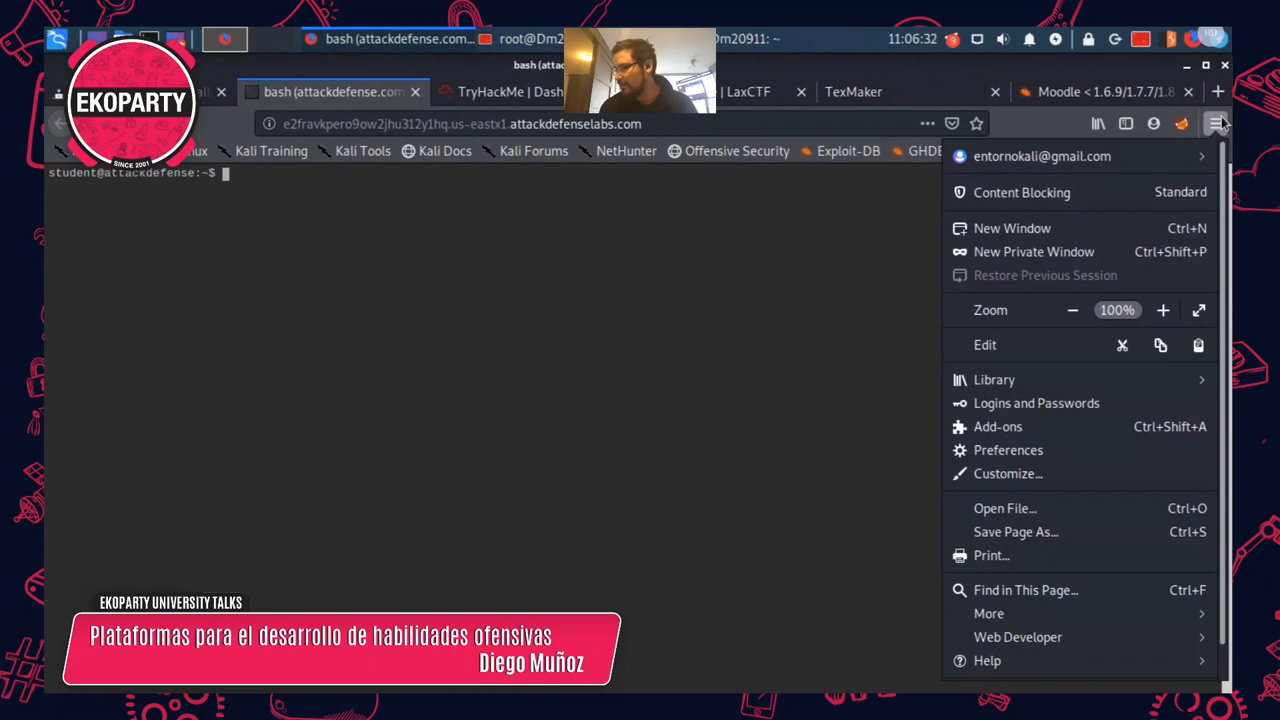 HD
bash (attackdefense.com...
root@Dm2
Dm20911: ~
11:06:32
bash (atta
EKOPARTY
SINCE 2001
bash (attackdefense.com
TryHackMe | Dash
| LaxCTF
TexMaker
Moodle < 1.6.9/1.7.7/1.8.
e2fravkpero9ow2jhu312y1hq.us-eastx1.attackdefenselabs.com
Kali Training
Kali Tools
Kali Docs
Kali Forums
NetHunter
Offensive Security
Exploit-DB
GHDB
student@attackdefense:~$
entornokali@gmail.com
Content Blocking Standard
New Window Ctrl+N
New Private Window Ctrl+Shift+P
Restore Previous Session
Zoom 100%
Edit
Library
Logins and Passwords
Add-ons Ctrl+Shift+A
Preferences
Customize...
Open File... Ctrl+O
Save Page As... Ctrl+S
Print...
Find in This Page... Ctrl+F
More
Web Developer
Help
EKOPARTY UNIVERSITY TALKS
Plataformas para el desarrollo de habilidades ofensivas
Diego Muñoz